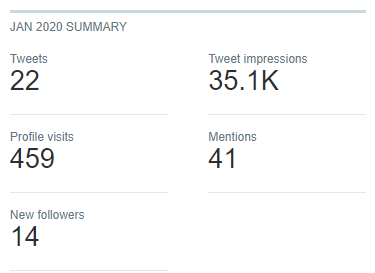 JAN 2020 SUMMARY
Tweets
22
Tweet impressions
35.1K
Profile visits
459
Mentions
41
New followers
14